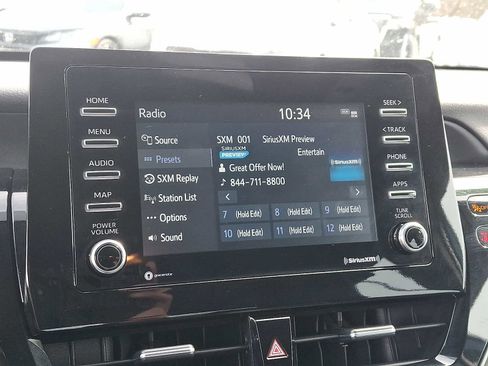 HOME
MENU
AUDIO
MAP
POWER
VOLUME
Radio
10:34
Source
Presets
SXM Replay
Station List
Options
Sound
SXM 001 SiriusXM Preview
SIRIUSXM
PREVIEW
Entertain
Great Offer Now!
844-711-8800
SiriusXM
7 (Hold Edit) 8 (Hold Edit) 9 (Hold Edit)
10 (Hold Edit) 11 (Hold Edit) 12 (Hold Edit)
SEEK >
< TRACK
PHONE
APPS
TUNE
SCROLL
gracenote
SiriusXM